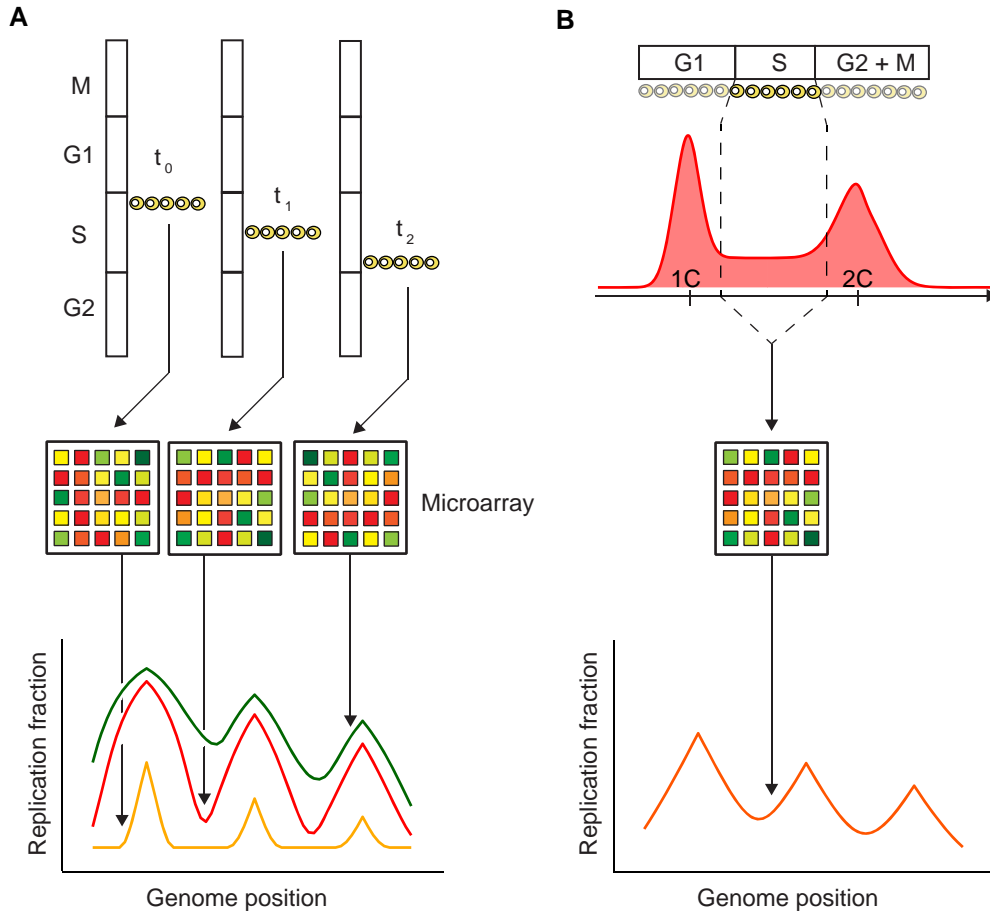 A
M
G1
S
G2
t0
t1
t2
Microarray
Replication fraction
Genome position
B
G1 S G2 + M
1C 2C
Replication fraction
Genome position